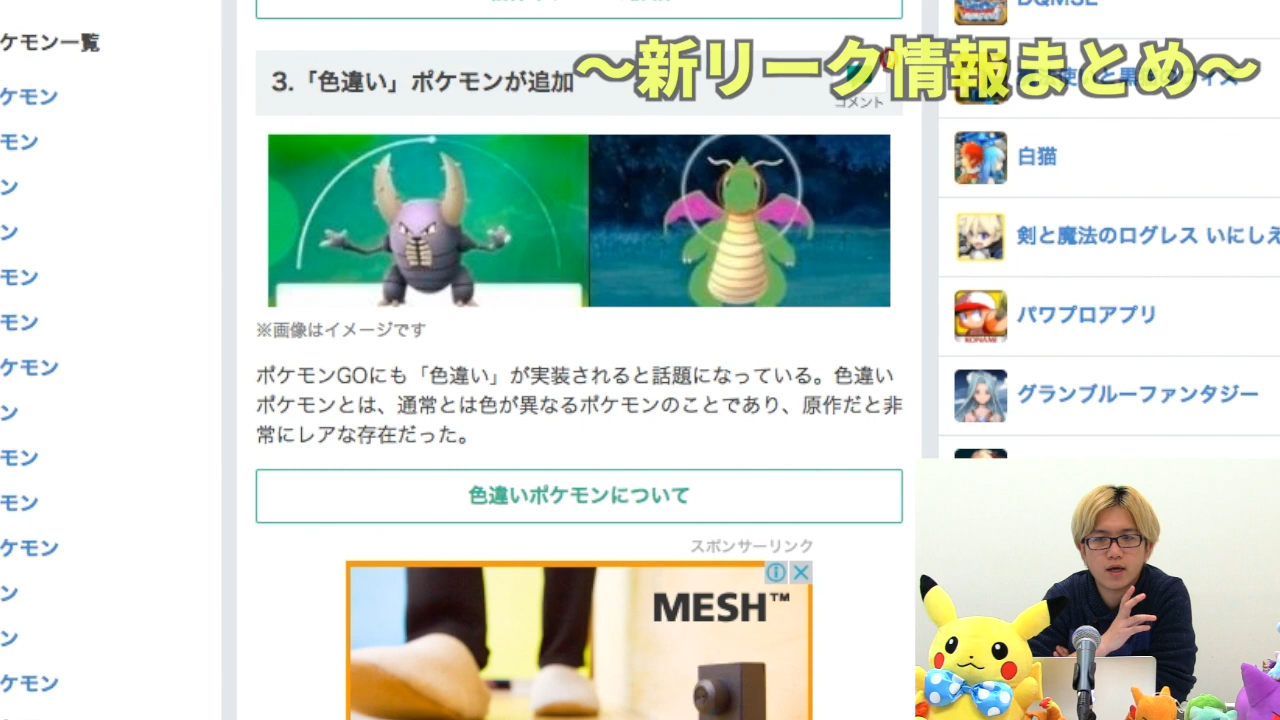 ケモン一覧
ケモン
モン
ン
ン
モン
モン
ケモン
ン
モン
モン
ケモン
ン
ン
ケモン
〜新リーク情報まとめ〜
3.「色違い」ポケモンが追加
コメント
※画像はイメージです
ポケモンGOにも「色違い」が実装されると話題になっている。色違い
ポケモンとは、通常とは色が異なるポケモンのことであり、原作だと非
常にレアな存在だった。
色違いポケモンについて
スポンサーリンク
MESH™
DQMSL
白猫
剣と魔法のログレス いにしえ
パワプロアプリ
KONAMI
グランブルーファンタジー